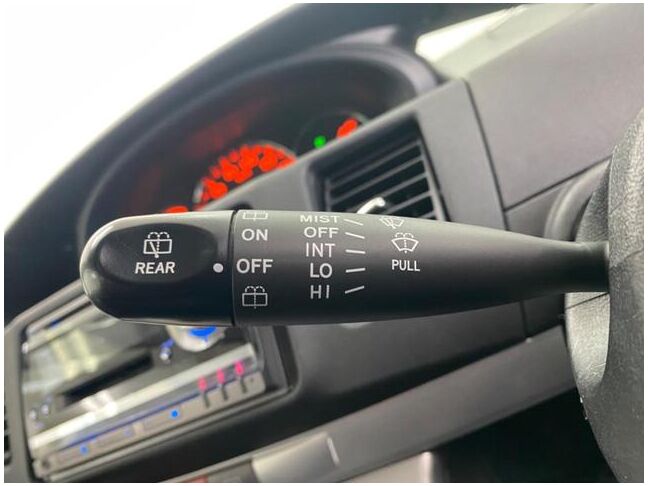 REAR
ON
OFF
MIST
OFF
INT
LO
HI
PULL